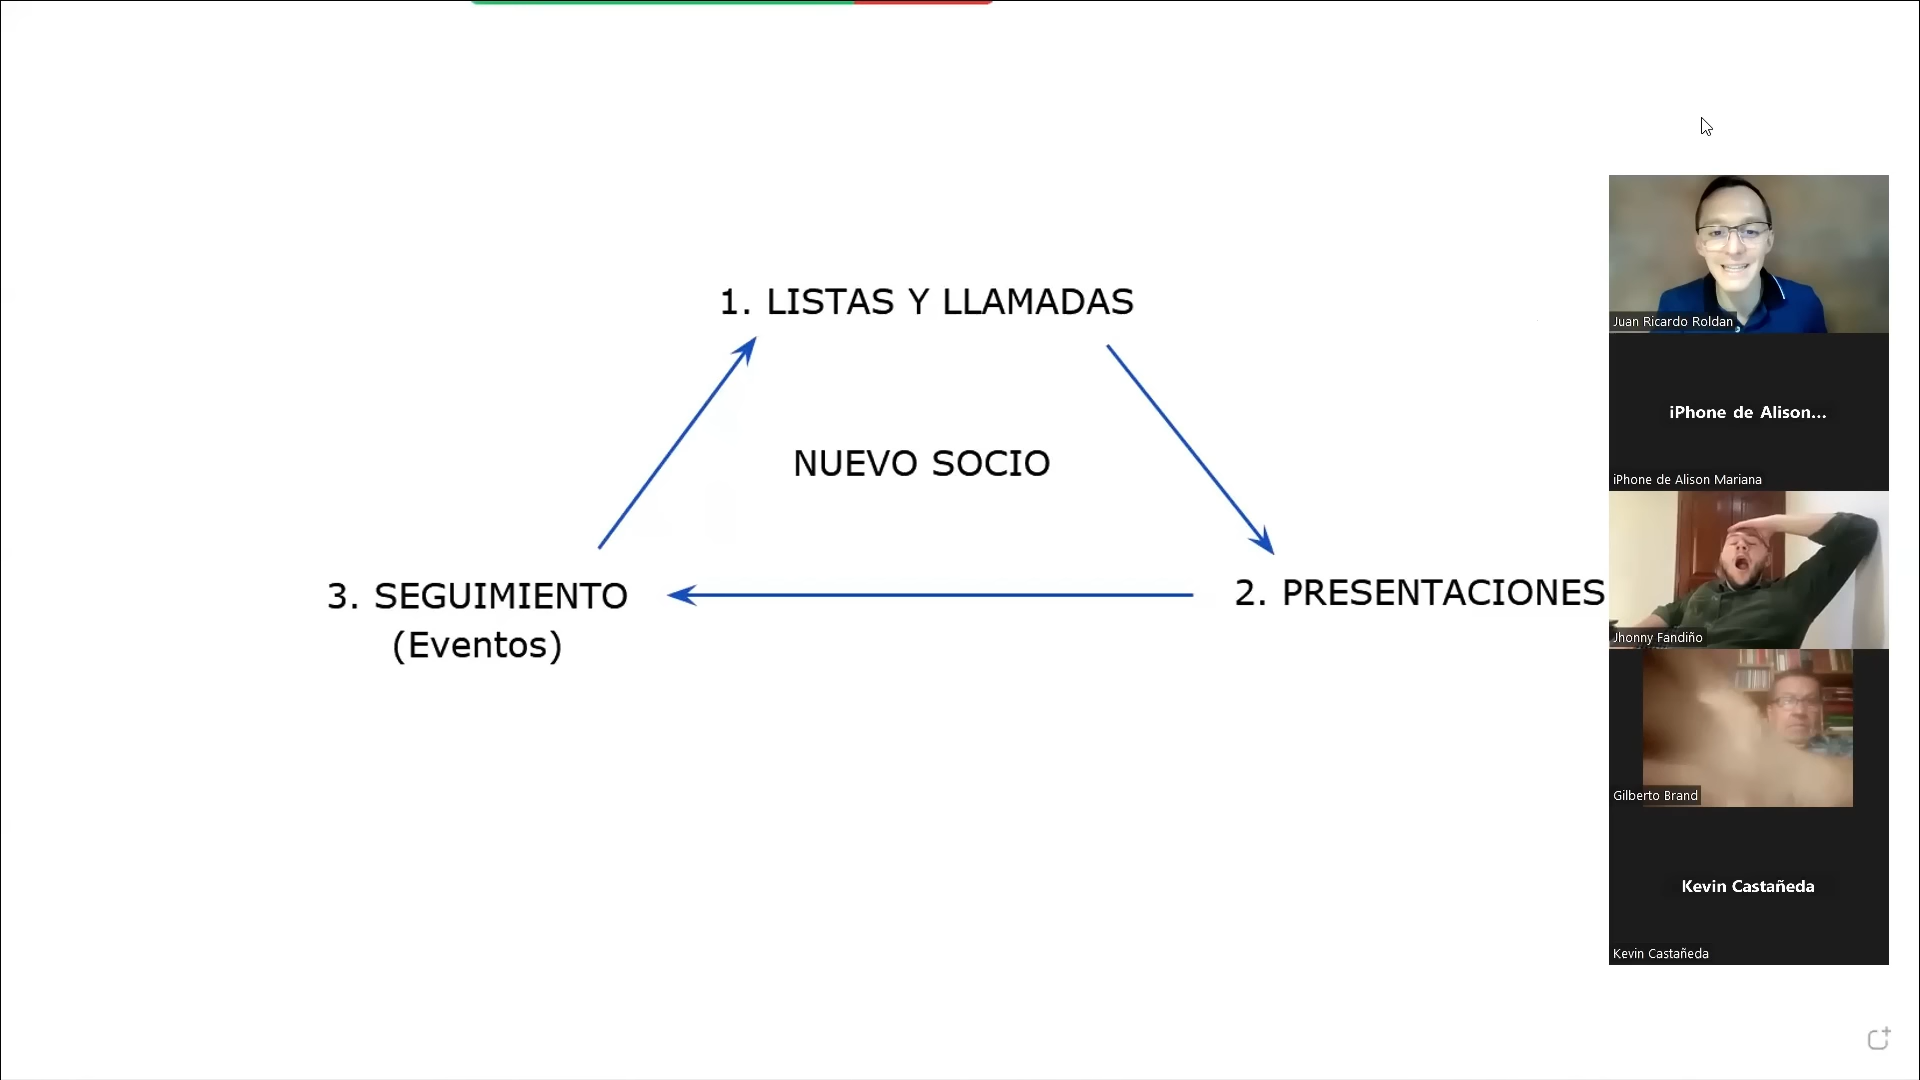 1. LISTAS Y LLAMADAS
NUEVO SOCIO
3. SEGUIMIENTO
(Eventos)
2. PRESENTACIONES
Juan Ricardo Roldan
iPhone de Alison...
iPhone de Alison Mariana
Jhonny Fandiño
Gilberto Brand
Kevin Castañeda
Kevin Castañeda